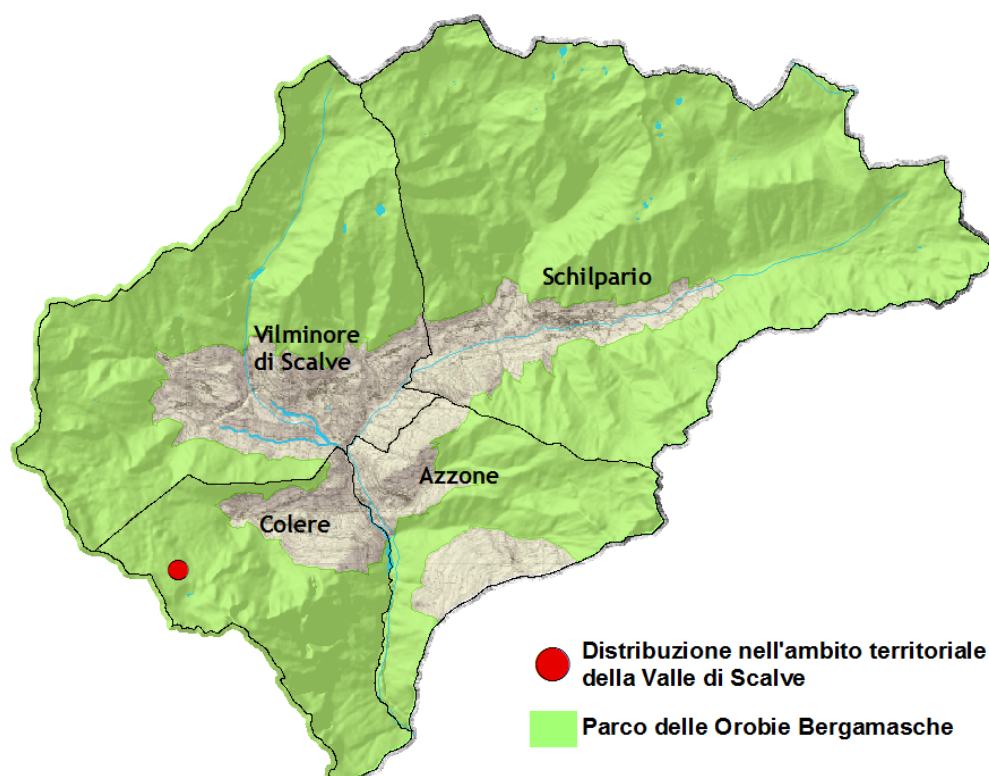 Schilpario
Vilminore
di Scalve
Azzone
Colere
Distribuzione nell'ambito territoriale
della Valle di Scalve
Parco delle Orobie Bergamasche